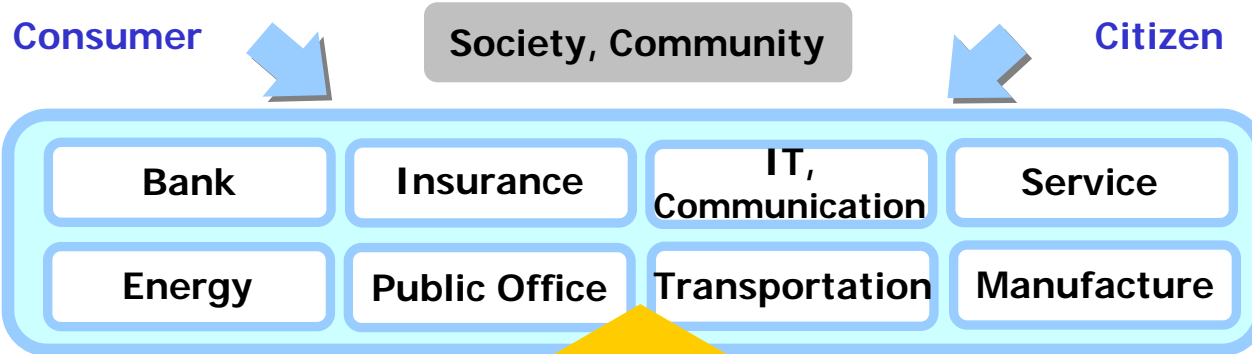 Consumer
Society, Community
Citizen
Bank
Insurance
IT,
Communication
Service
Energy
Public Office
Transportation
Manufacture